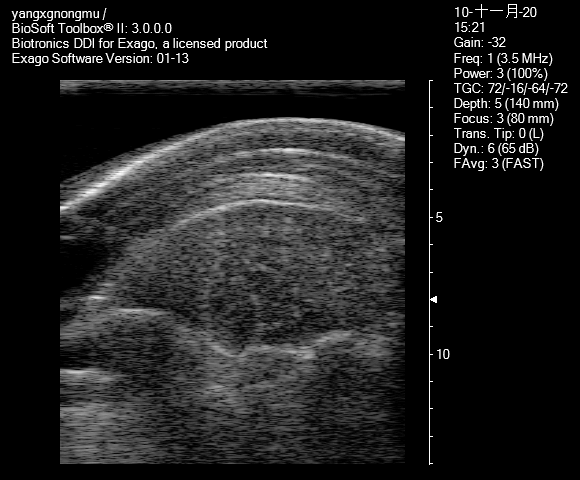 yangxgnongmu /
BioSoft Toolbox® II: 3.0.0.0
Biotronics DDI for Exago, a licensed product
Exago Software Version: 01-13
10-十一月-20
15:21
Gain: -32
Freq: 1 (3.5 MHz)
Power: 3 (100%)
TGC: 72/-16/-64/-72
Depth: 5 (140 mm)
Focus: 3 (80 mm)
Trans. Tip: 0 (L)
Dyn.: 6 (65 dB)
FAvg: 3 (FAST)
5
10